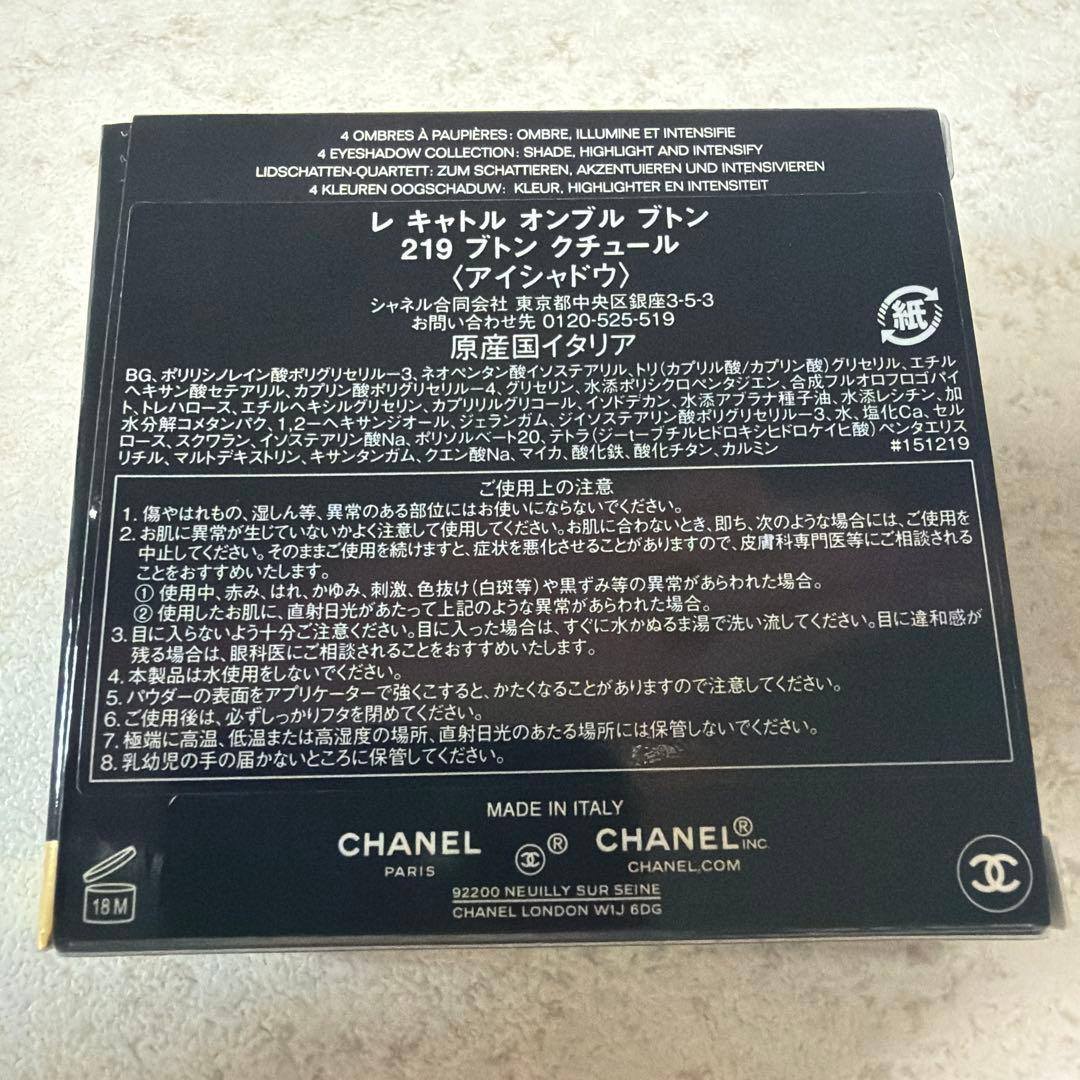 4 OMBRES À PAUPIÈRES: OMBRE, ILLUMINE ET INTENSIFIE
4 EYESHADOW COLLECTION: SHADE, HIGHLIGHT AND INTENSIFY
LIDSCHATTEN-QUARTETT: ZUM SCHATTIEREN, AKZENTUIEREN UND INTENSIVIEREN
4 KLEUREN OOGSCHADUW: KLEUR, HIGHLIGHTER EN INTENSITEIT
レ キャトル オンブル ブトン
219 ブトン クチュール
〈アイシャドウ〉
シャネル合同会社 東京都中央区銀座3-5-3
お問い合わせ先 0120-525-519
原産国イタリア
紙
BG、ポリリシノレイン酸ポリグリセリル-3、ネオペンタン酸イソステアリル、トリ(カプリル酸/カプリン酸)グリセリル、エチル
ヘキサン酸セテアリル、カプリン酸ポリグリセリル-4、グリセリン、水添ポリシクロペンタジエン、合成フルオロフロゴパイ
ト、トレハロース、エチルヘキシルグリセリン、カプリリルグリコール、イソドデカン、水添アブラナ種子油、水添レシチン、加
水分解コメタンパク、1,2-ヘキサンジオール、ジェランガム、ジイソステアリン酸ポリグリセリル-3、水、塩化Ca、セル
ロース、スクワラン、イソステアリン酸Na、ポリソルベート20、テトラ(ジ-t-ブチルヒドロキシヒドロケイヒ酸)ペンタエリス
リチル、マルトデキストリン、キサンタンガム、クエン酸Na、マイカ、酸化鉄、酸化チタン、カルミン #151219
ご使用上の注意
1. 傷やはれもの、湿しん等、異常のある部位にはお使いにならないでください。
2. お肌に異常が生じていないかよく注意して使用してください。お肌に合わないとき、即ち、次のような場合には、ご使用を
中止してください。そのままご使用を続けますと、症状を悪化させることがありますので、皮膚科専門医等にご相談される
ことをおすすめいたします。
① 使用中、赤み、はれ、かゆみ、刺激、色抜け(白斑等)や黒ずみ等の異常があらわれた場合。
② 使用したお肌に、直射日光があたって上記のような異常があらわれた場合。
3. 目に入らないよう十分ご注意ください。目に入った場合は、すぐに水かぬるま湯で洗い流してください。目に違和感が
残る場合は、眼科医にご相談されることをおすすめいたします。
4. 本製品は水使用をしないでください。
5. パウダーの表面をアプリケーターで強くこすると、かたくなることがありますので注意してください。
6. ご使用後は、必ずしっかりフタを閉めてください。
7. 極端に高温、低温または高湿度の場所、直射日光のあたる場所には保管しないでください。
8. 乳幼児の手の届かないところに保管してください。
MADE IN ITALY
CHANEL ® CHANEL® INC.
PARIS CHANEL.COM
92200 NEUILLY SUR SEINE
CHANEL LONDON W1J 6DG
18 M